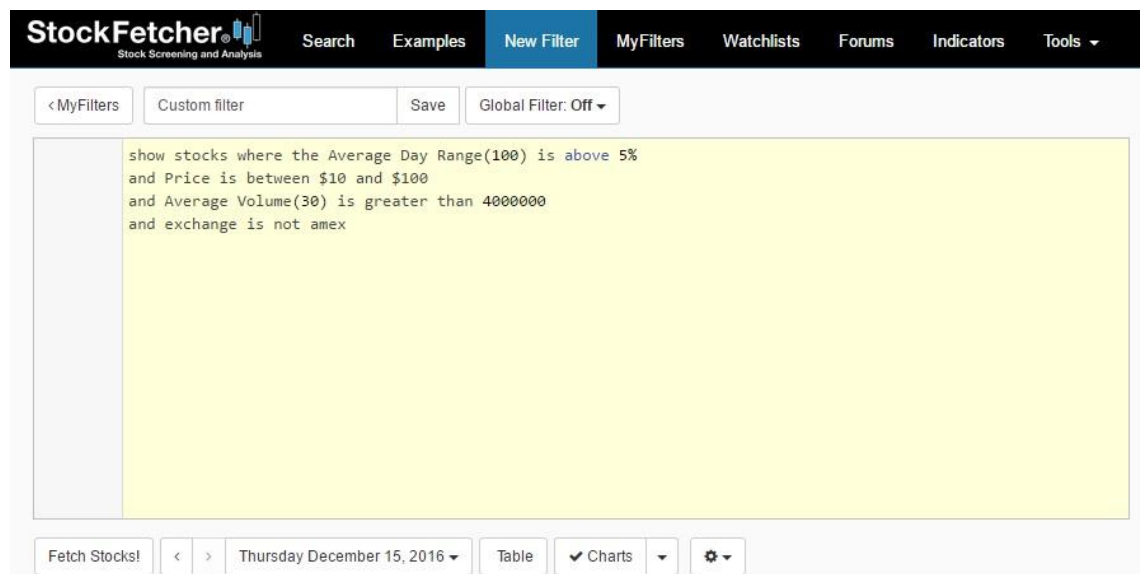 StockFetcher®
Stock Screening and Analysis
Search Examples New Filter MyFilters Watchlists Forums Indicators Tools
<MyFilters Custom filter Save Global Filter: Off
show stocks where the Average Day Range(100) is above 5%
and Price is between $10 and $100
and Average Volume(30) is greater than 4000000
and exchange is not amex
Fetch Stocks! < > Thursday December 15, 2016 Table Charts